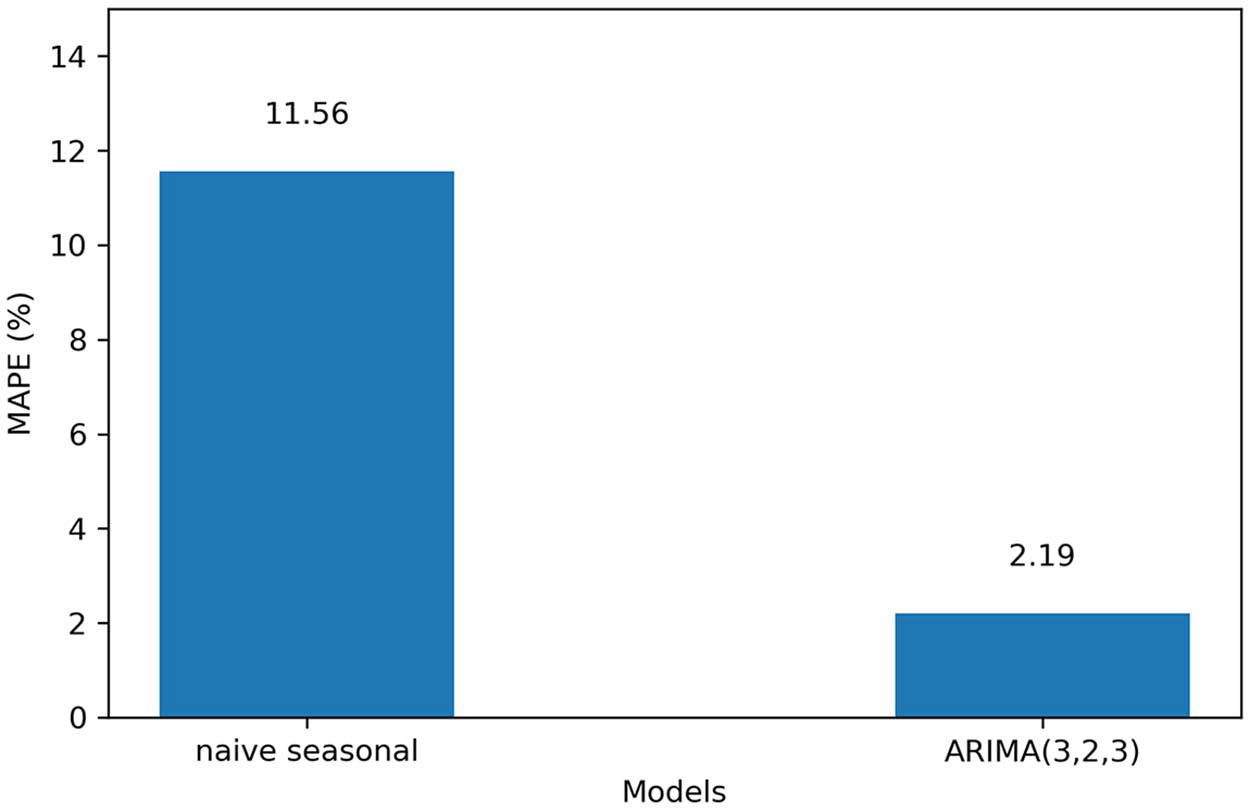 MAPE (%)
14
12
10
8
6
4
2
0
11.56
2.19
naive seasonal
ARIMA(3,2,3)
Models